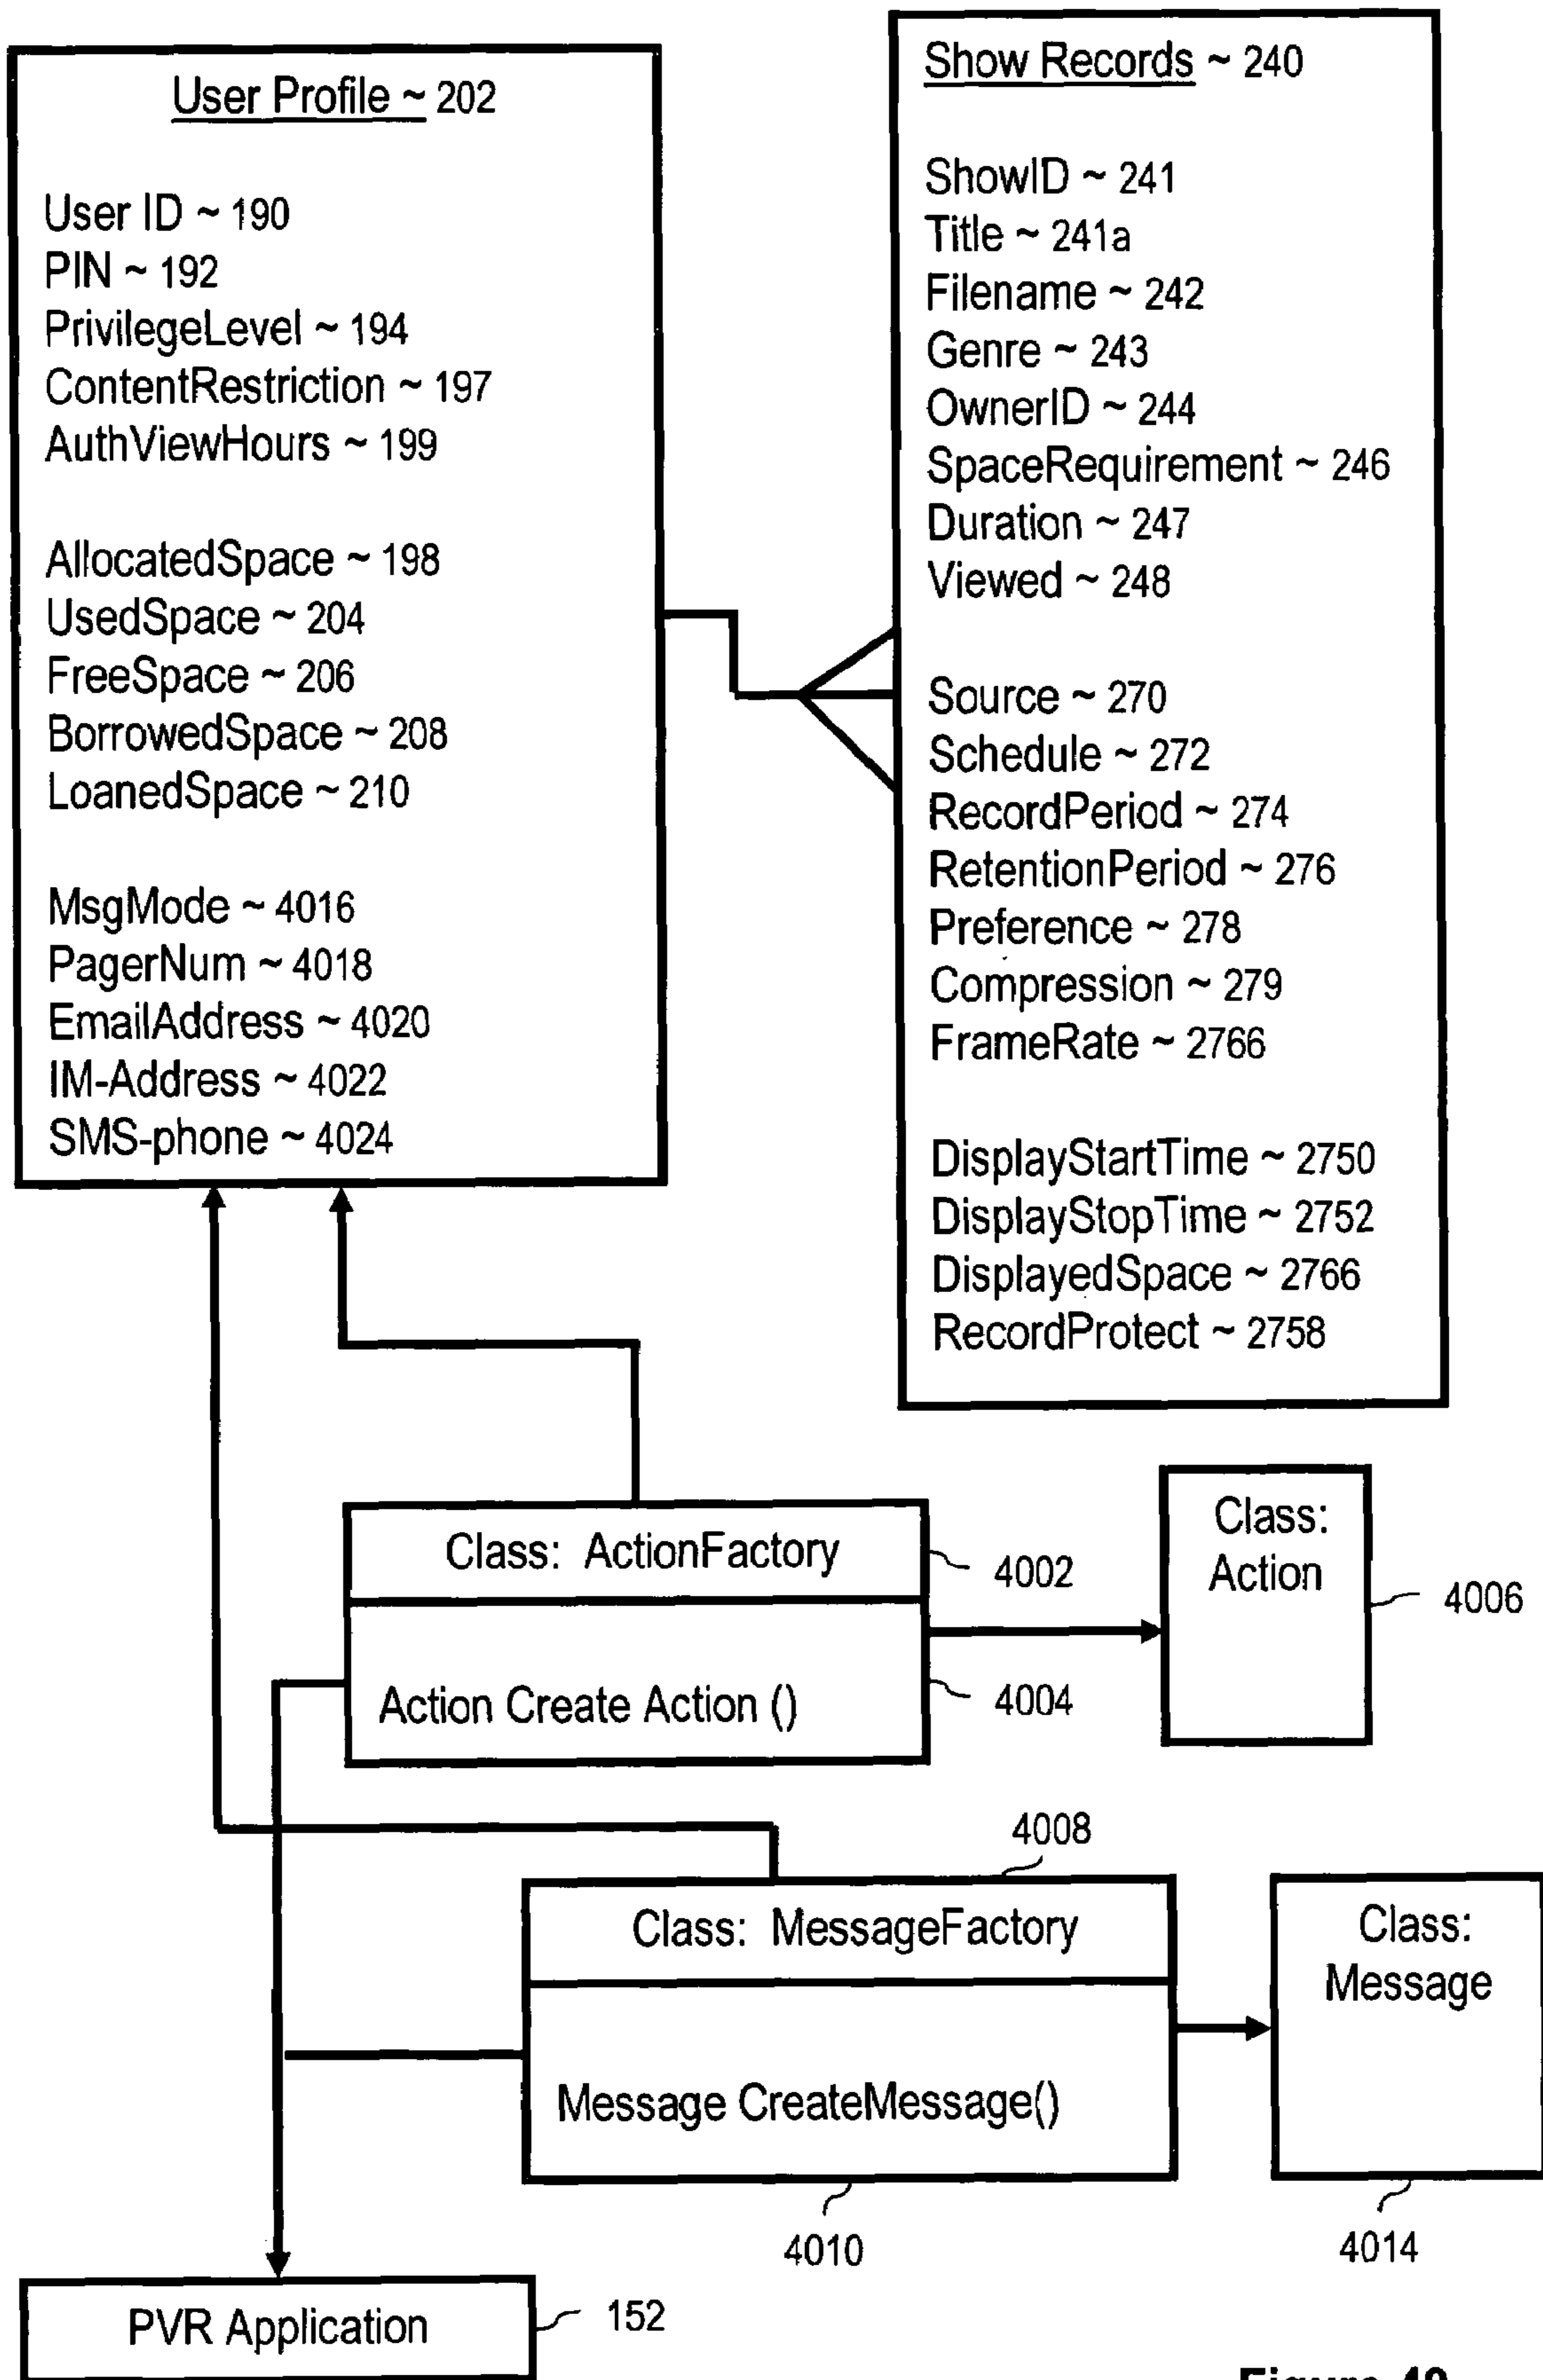 User Profile ~ 202
User ID ~ 190
PIN ~ 192
PrivilegeLevel ~ 194
ContentRestriction ~ 197
AuthViewHours ~ 199
AllocatedSpace ~ 198
UsedSpace ~ 204
FreeSpace ~ 206
BorrowedSpace ~ 208
LoanedSpace ~ 210
MsgMode ~ 4016
PagerNum ~ 4018
EmailAddress ~ 4020
IM-Address ~ 4022
SMS-phone ~ 4024
Show Records ~ 240
ShowID ~ 241
Title ~ 241a
Filename ~ 242
Genre ~ 243
OwnerID ~ 244
SpaceRequirement ~ 246
Duration ~ 247
Viewed ~ 248
Source ~ 270
Schedule ~ 272
RecordPeriod ~ 274
RetentionPeriod ~ 276
Preference ~ 278
Compression ~ 279
FrameRate ~ 2766
DisplayStartTime ~ 2750
DisplayStopTime ~ 2752
DisplayedSpace ~ 2766
RecordProtect ~ 2758
Class: ActionFactory
4002
Action Create Action ()
4004
Class:
Action
4006
4008
Class: MessageFactory
Message CreateMessage()
4010
Class:
Message
4014
PVR Application
152